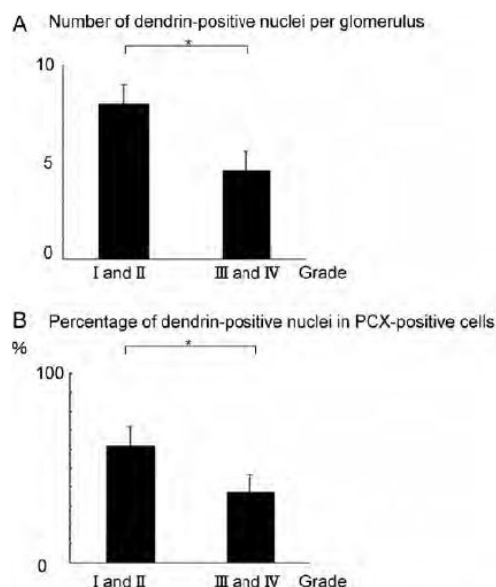 A Number of dendrin-positive nuclei per glomerulus
*
10
5
0
Ⅰ and Ⅱ Ⅲ and Ⅳ Grade
B Percentage of dendrin-positive nuclei in PCX-positive cells
%
*
100
0
Ⅰ and Ⅱ Ⅲ and Ⅳ Grade